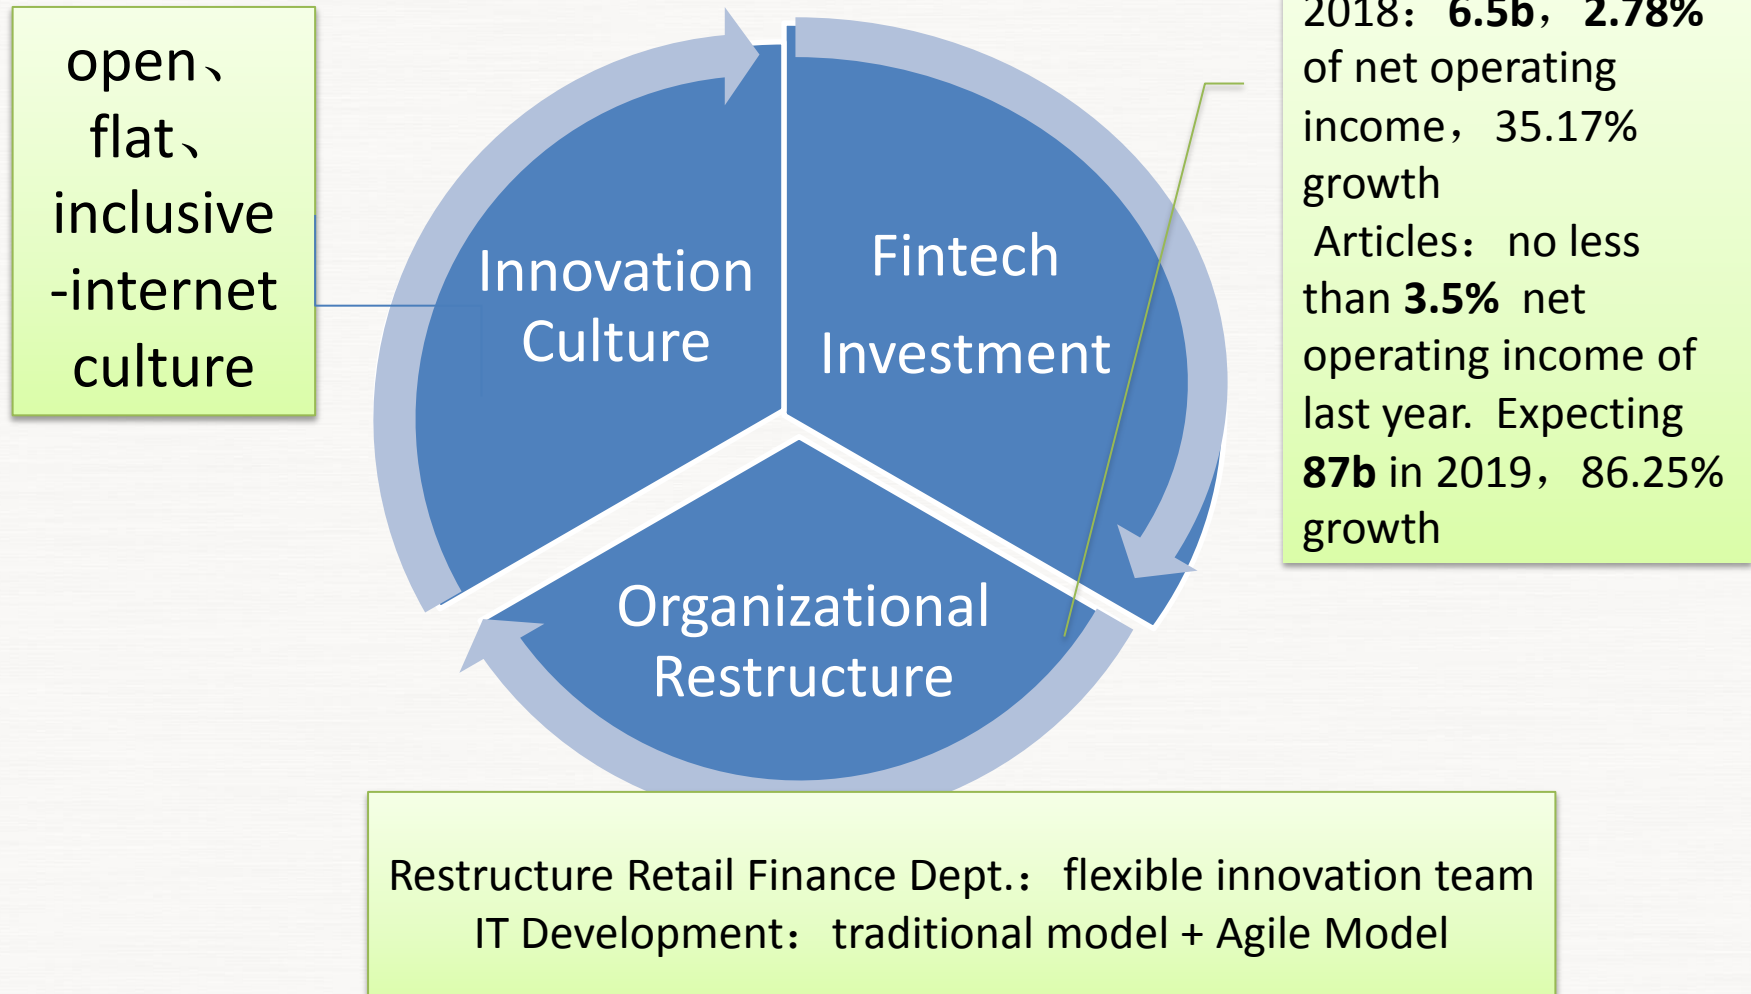 open、
flat、
inclusive
-internet
culture
Innovation
Culture
Fintech
Investment
Organizational
Restructure
2018： 6.5b， 2.78%
of net operating
income， 35.17%
growth
Articles： no less
than 3.5% net
operating income of
last year. Expecting
87b in 2019， 86.25%
growth
Restructure Retail Finance Dept.： flexible innovation team
IT Development： traditional model + Agile Model